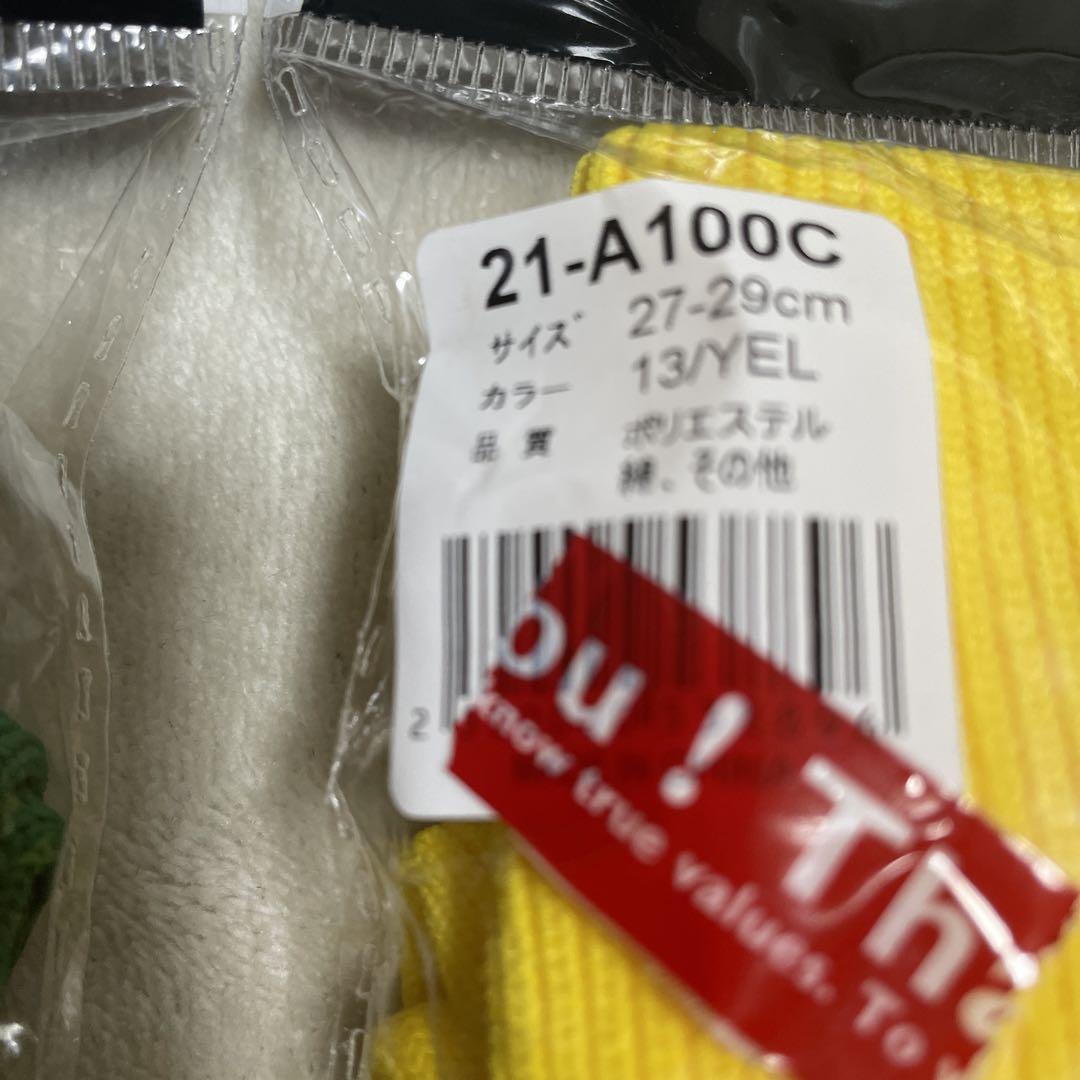 21-A100C
サイズ 27-29cm
カラー 13/YEL
品質 ポリエステル
綿、その他
ou! Tha
know true values. To